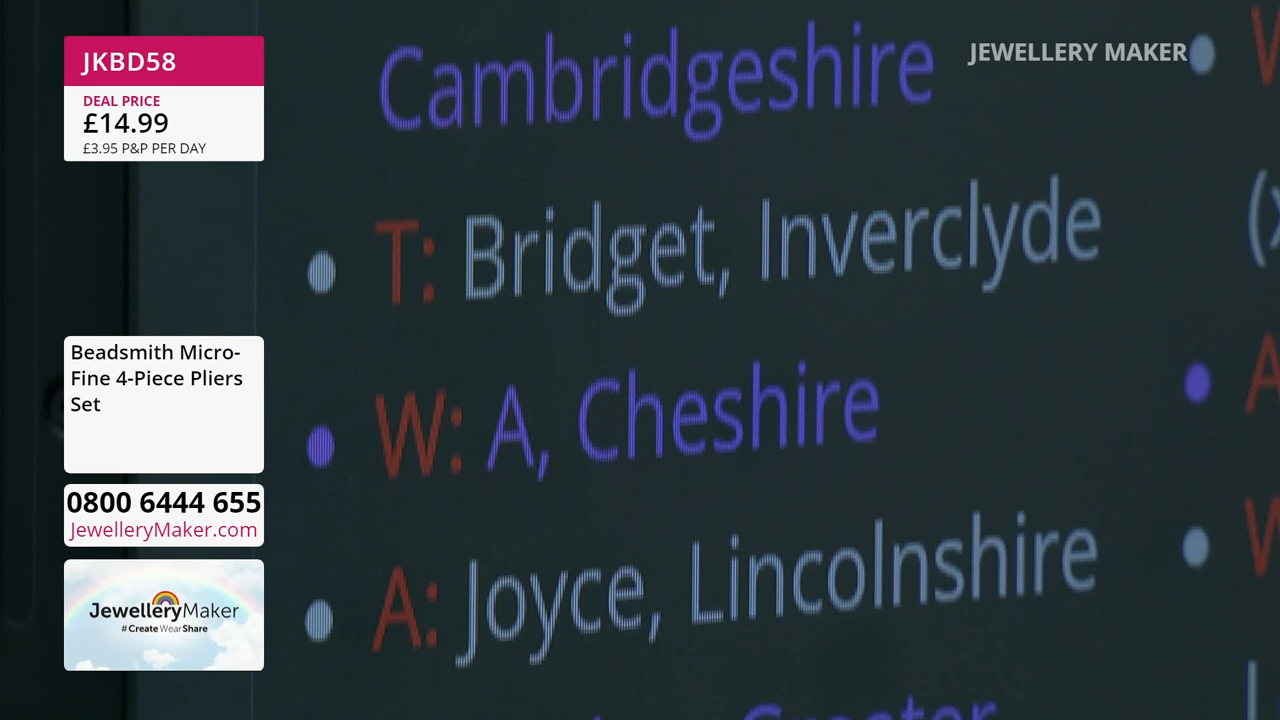 JKBD58
DEAL PRICE
£14.99
£3.95 P&P PER DAY
Beadsmith Micro-
Fine 4-Piece Pliers
Set
0800 6444 655
JewelleryMaker.com
JewelleryMaker
#CreateWearShare
JEWELLERY MAKER
Cambridgeshire
• T: Bridget, Inverclyde
• W: A, Cheshire
• A: Joyce, Lincolnshire